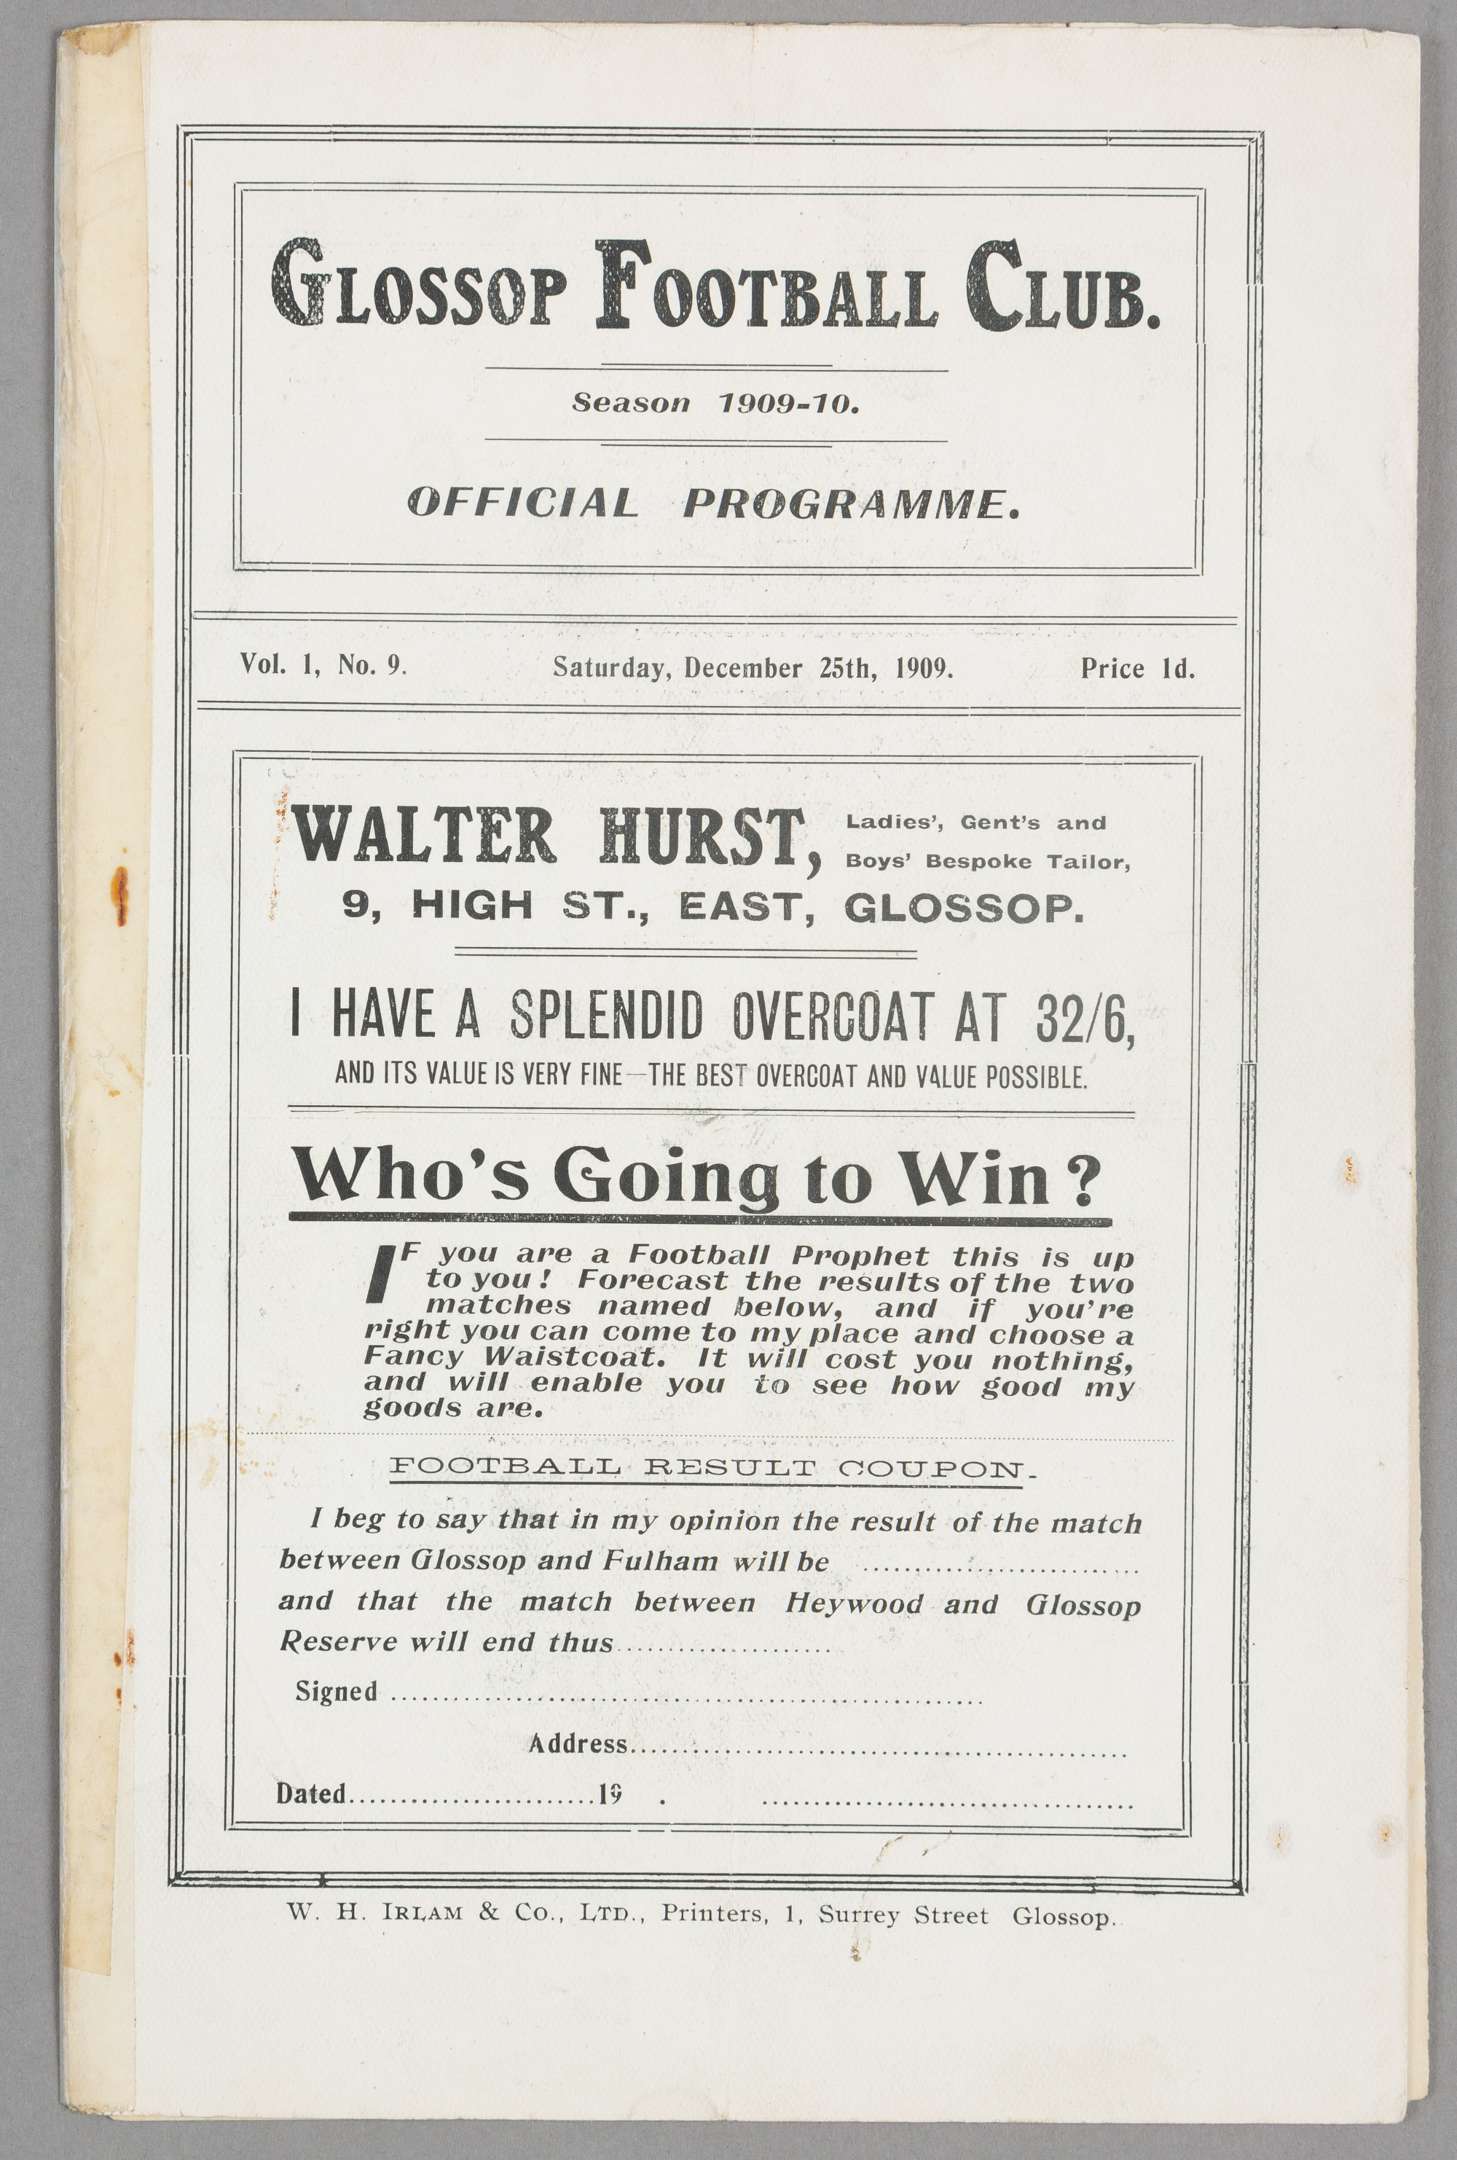 GLOSSOP FOOTBALL CLUB.
Season 1909-10.
OFFICIAL PROGRAMME.
Vol. 1, No. 9. Saturday, December 25th, 1909. Price 1d.
WALTER HURST, Ladies', Gent's and
Boys' Bespoke Tailor,
9, HIGH ST., EAST, GLOSSOP.
I HAVE A SPLENDID OVERCOAT AT 32/6,
AND ITS VALUE IS VERY FINE—THE BEST OVERCOAT AND VALUE POSSIBLE.
Who's Going to Win?
IF you are a Football Prophet this is up
to you! Forecast the results of the two
matches named below, and if you're
right you can come to my place and choose a
Fancy Waistcoat. It will cost you nothing,
and will enable you to see how good my
goods are.
FOOTBALL RESULT COUPON.
I beg to say that in my opinion the result of the match
between Glossop and Fulham will be ..............................
and that the match between Heywood and Glossop
Reserve will end thus.....................
Signed ............................................................
Address..................................................
Dated........................19 . .....................................
W. H. IRLAM & CO., LTD., Printers, 1, Surrey Street Glossop.